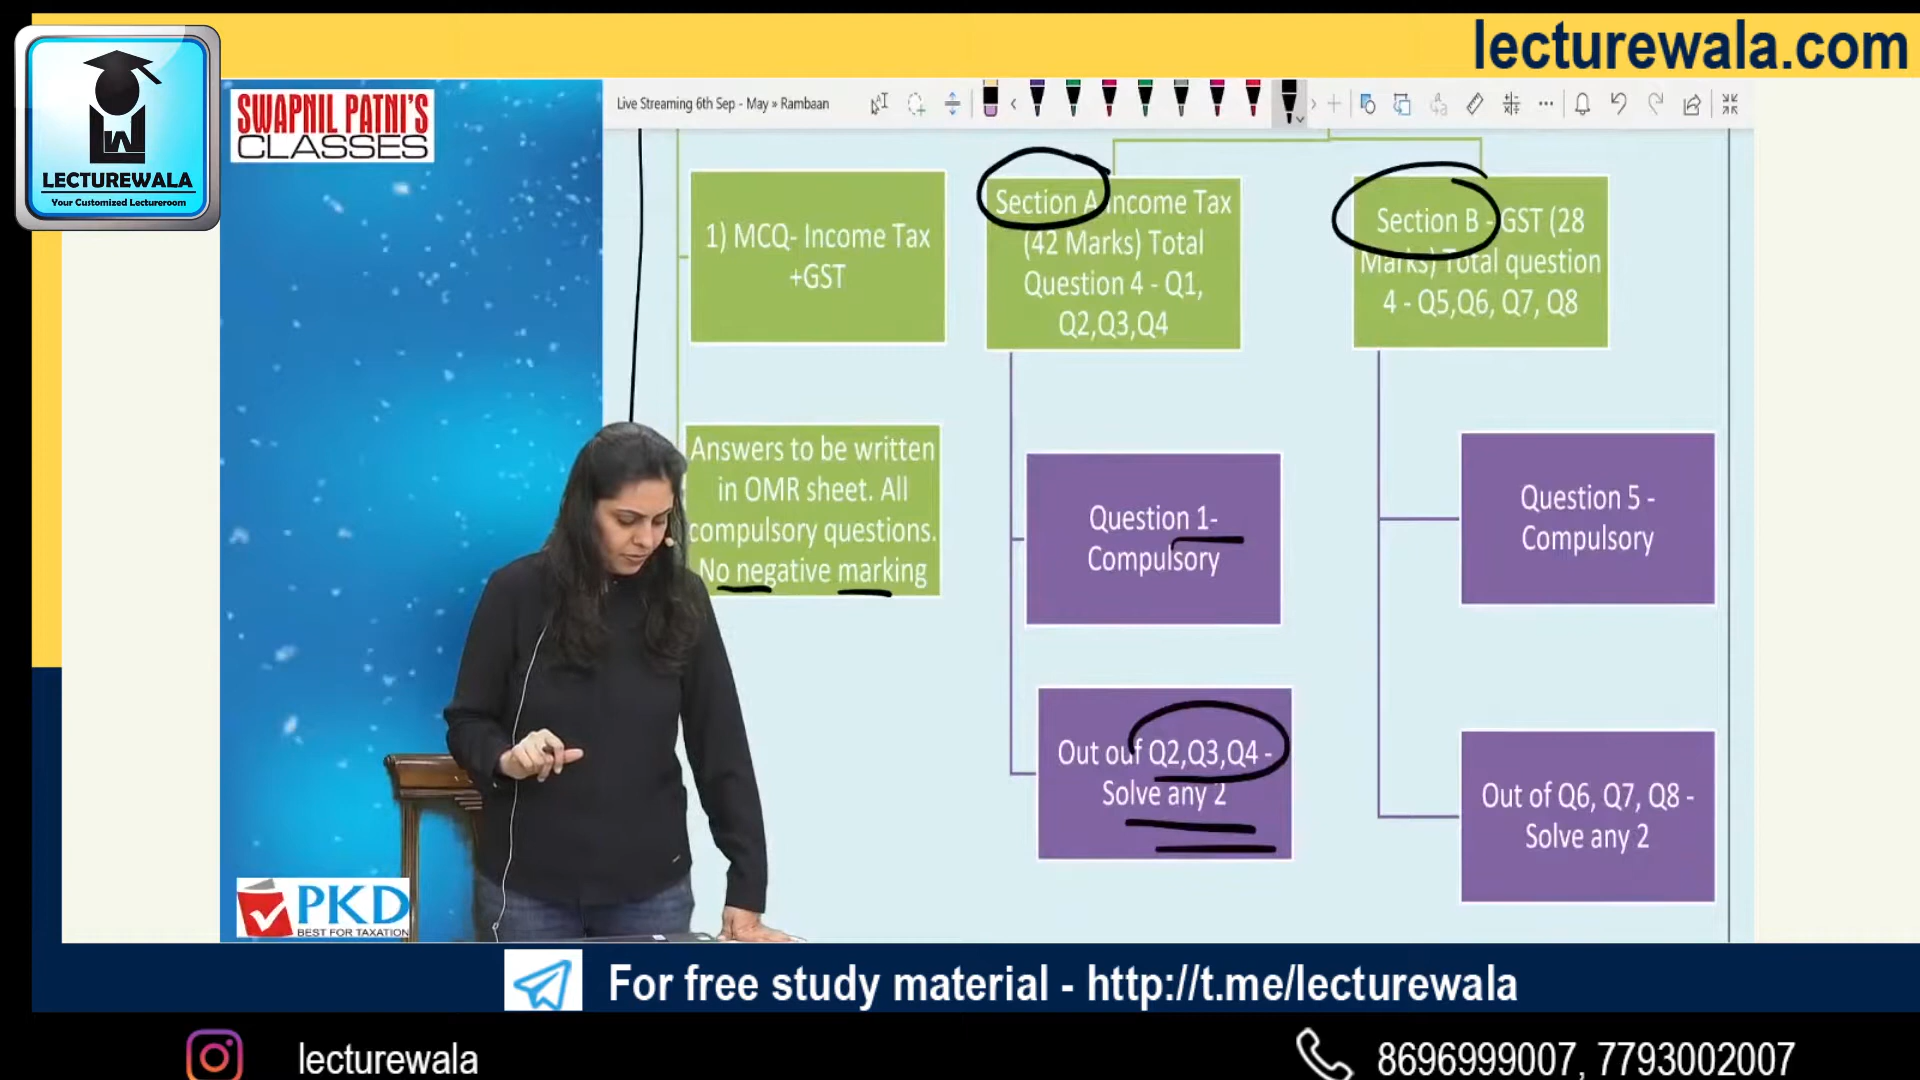 lecturewala.com
LECTUREWALA
Your Customized Lectureroom
SWAPNIL PATNI'S
CLASSES
Live Streaming 6th Sep - May » Rambaan
1) MCQ- Income Tax
+GST
Answers to be written
in OMR sheet. All
compulsory questions.
No negative marking
Section A Income Tax
(42 Marks) Total
Question 4 - Q1,
Q2,Q3,Q4
Question 1-
Compulsory
Out ouf Q2,Q3,Q4 -
Solve any 2
Section B - GST (28
Marks) Total question
4 - Q5,Q6, Q7, Q8
Question 5 -
Compulsory
Out of Q6, Q7, Q8 -
Solve any 2
PKD
BEST FOR TAXATION
For free study material - http://t.me/lecturewala
lecturewala
8696999007, 7793002007